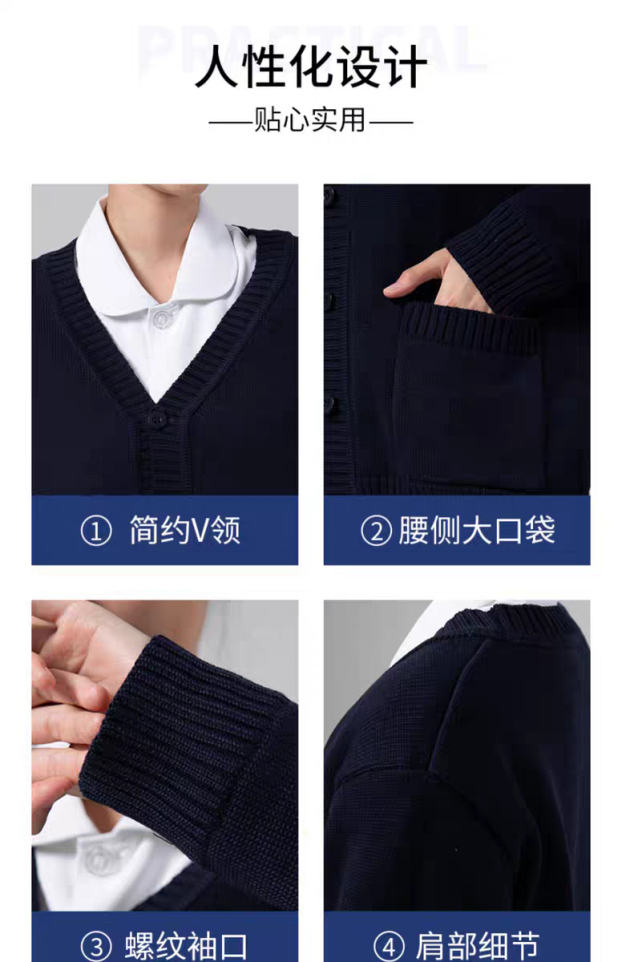 PRACTICAL
人性化设计
贴心实用
① 简约V领
② 腰侧大口袋
③ 螺纹袖口
④ 肩部细节